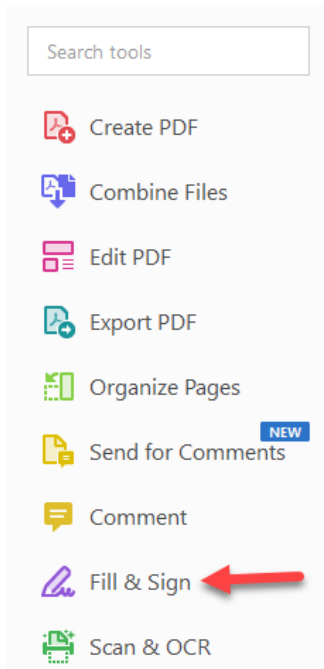 Search tools
Create PDF
Combine Files
Edit PDF
Export PDF
Organize Pages
NEW
Send for Comments
Comment
Fill & Sign
Scan & OCR